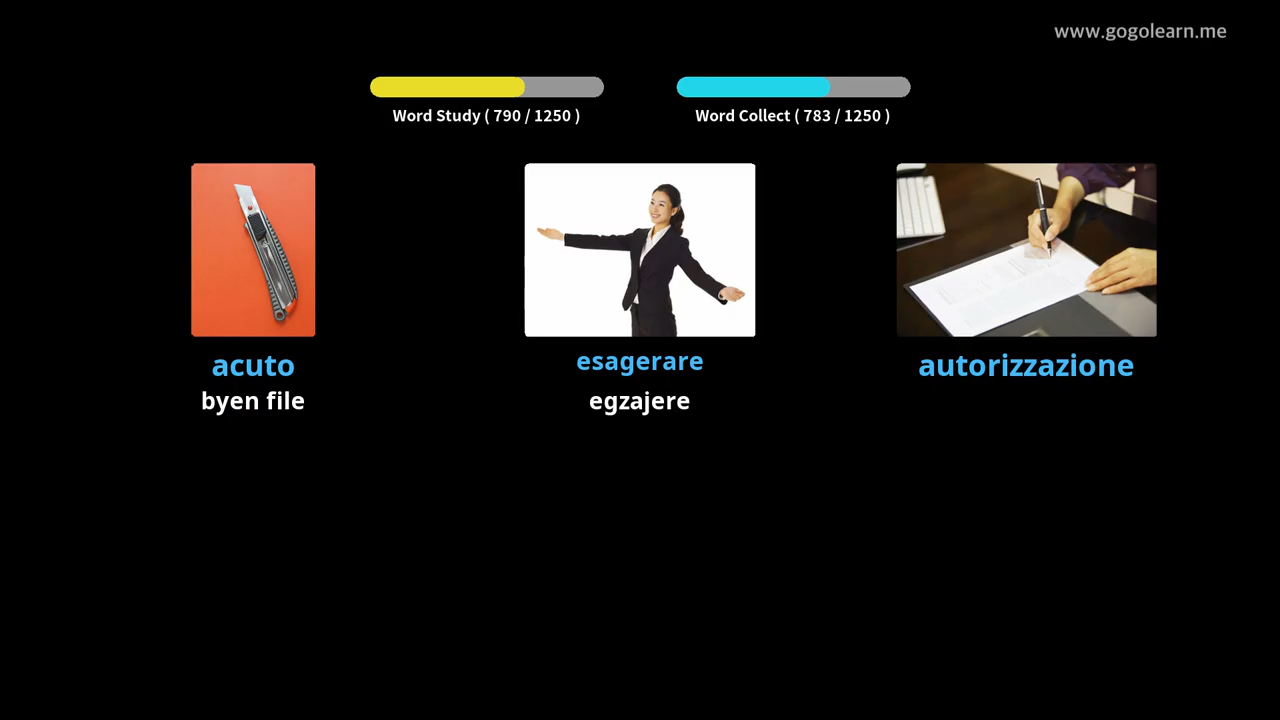 www.gogolearn.me
Word Study ( 790 / 1250 )
Word Collect ( 783 / 1250 )
acuto
byen file
esagerare
egzajere
autorizzazione